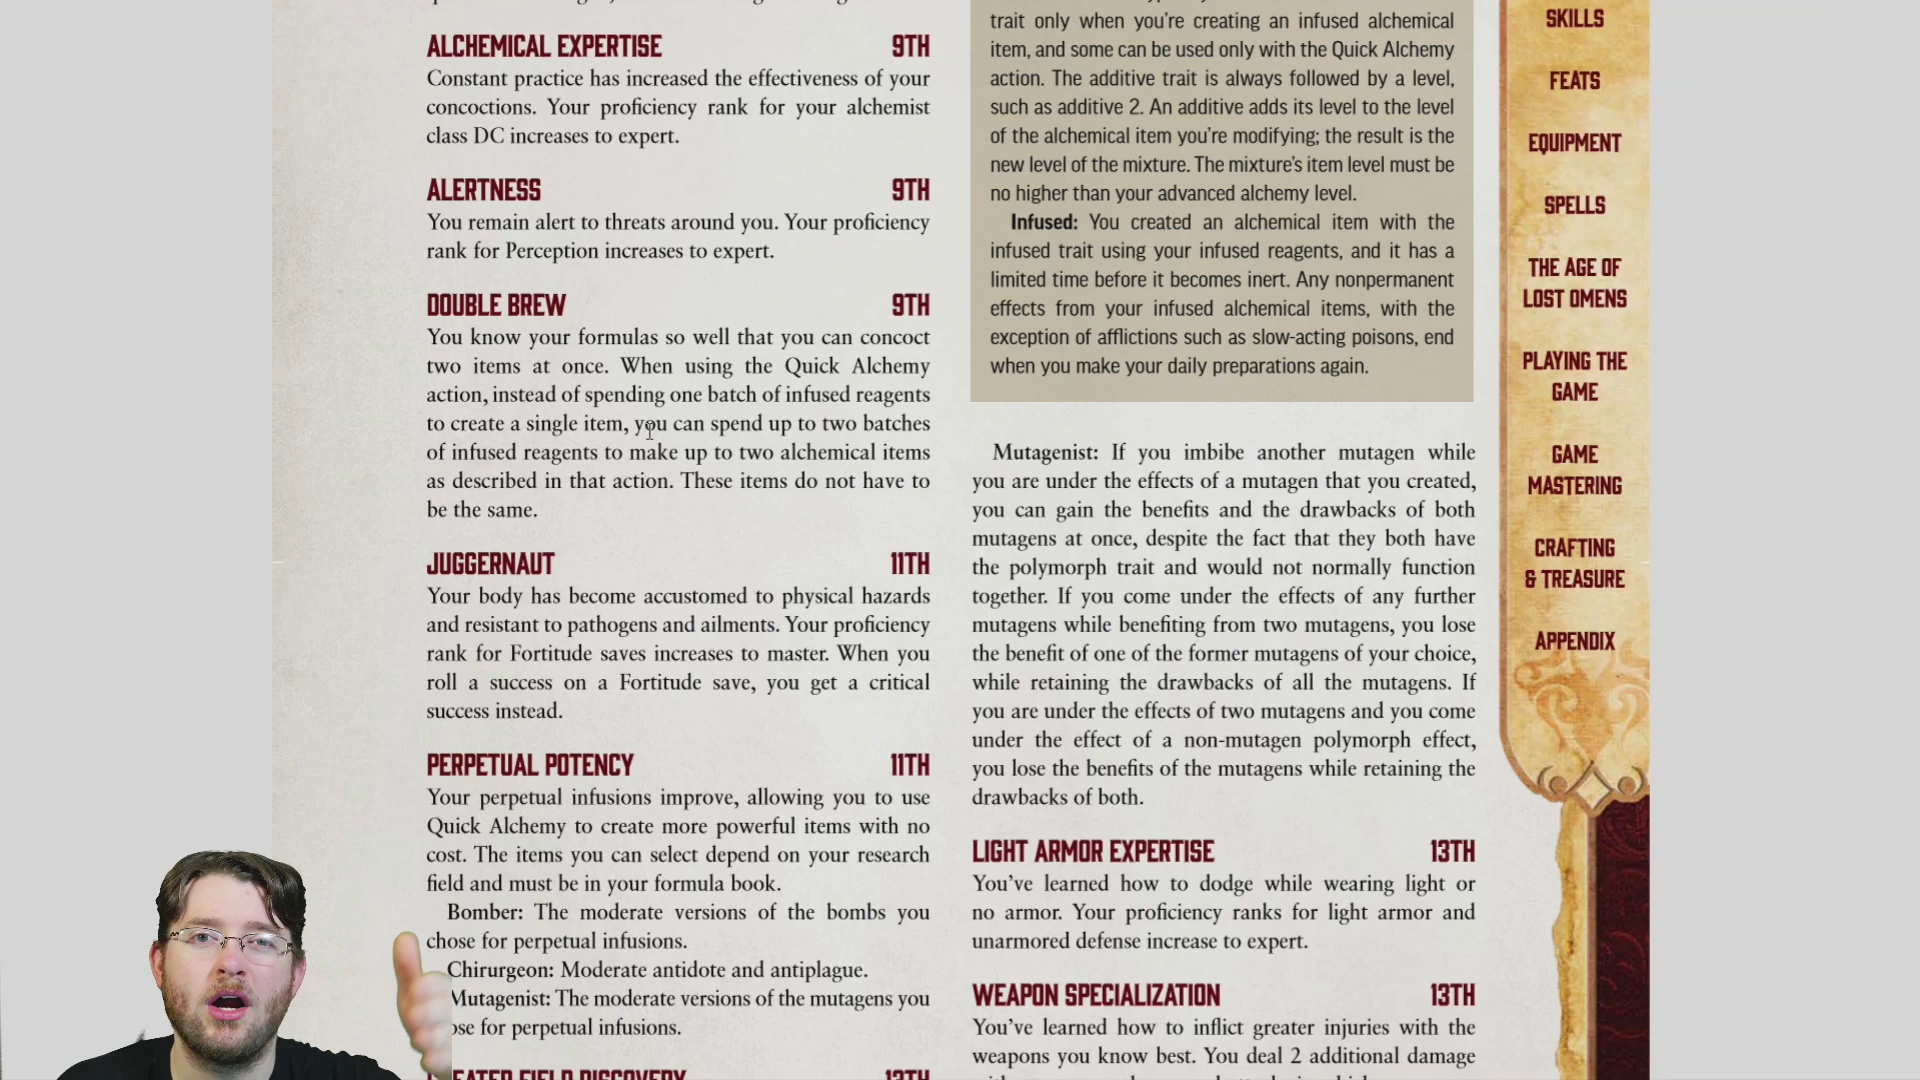 ALCHEMICAL EXPERTISE 9TH
Constant practice has increased the effectiveness of your
concoctions. Your proficiency rank for your alchemist
class DC increases to expert.
ALERTNESS 9TH
You remain alert to threats around you. Your proficiency
rank for Perception increases to expert.
DOUBLE BREW 9TH
You know your formulas so well that you can concoct
two items at once. When using the Quick Alchemy
action, instead of spending one batch of infused reagents
to create a single item, you can spend up to two batches
of infused reagents to make up to two alchemical items
as described in that action. These items do not have to
be the same.
JUGGERNAUT 11TH
Your body has become accustomed to physical hazards
and resistant to pathogens and ailments. Your proficiency
rank for Fortitude saves increases to master. When you
roll a success on a Fortitude save, you get a critical
success instead.
PERPETUAL POTENCY 11TH
Your perpetual infusions improve, allowing you to use
Quick Alchemy to create more powerful items with no
cost. The items you can select depend on your research
field and must be in your formula book.
Bomber: The moderate versions of the bombs you
chose for perpetual infusions.
Chirurgeon: Moderate antidote and antiplague.
Mutagenist: The moderate versions of the mutagens you
ose for perpetual infusions.
EATER FIELD DISCOVERY 13TH
trait only when you're creating an infused alchemical
item, and some can be used only with the Quick Alchemy
action. The additive trait is always followed by a level,
such as additive 2. An additive adds its level to the level
of the alchemical item you're modifying; the result is the
new level of the mixture. The mixture's item level must be
no higher than your advanced alchemy level.
Infused: You created an alchemical item with the
infused trait using your infused reagents, and it has a
limited time before it becomes inert. Any nonpermanent
effects from your infused alchemical items, with the
exception of afflictions such as slow-acting poisons, end
when you make your daily preparations again.
Mutagenist: If you imbibe another mutagen while
you are under the effects of a mutagen that you created,
you can gain the benefits and the drawbacks of both
mutagens at once, despite the fact that they both have
the polymorph trait and would not normally function
together. If you come under the effects of any further
mutagens while benefiting from two mutagens, you lose
the benefit of one of the former mutagens of your choice,
while retaining the drawbacks of all the mutagens. If
you are under the effects of two mutagens and you come
under the effect of a non-mutagen polymorph effect,
you lose the benefits of the mutagens while retaining the
drawbacks of both.
LIGHT ARMOR EXPERTISE 13TH
You've learned how to dodge while wearing light or
no armor. Your proficiency ranks for light armor and
unarmored defense increase to expert.
WEAPON SPECIALIZATION 13TH
You've learned how to inflict greater injuries with the
weapons you know best. You deal 2 additional damage
SKILLS
FEATS
EQUIPMENT
SPELLS
THE AGE OF
LOST OMENS
PLAYING THE
GAME
GAME
MASTERING
CRAFTING
& TREASURE
APPENDIX